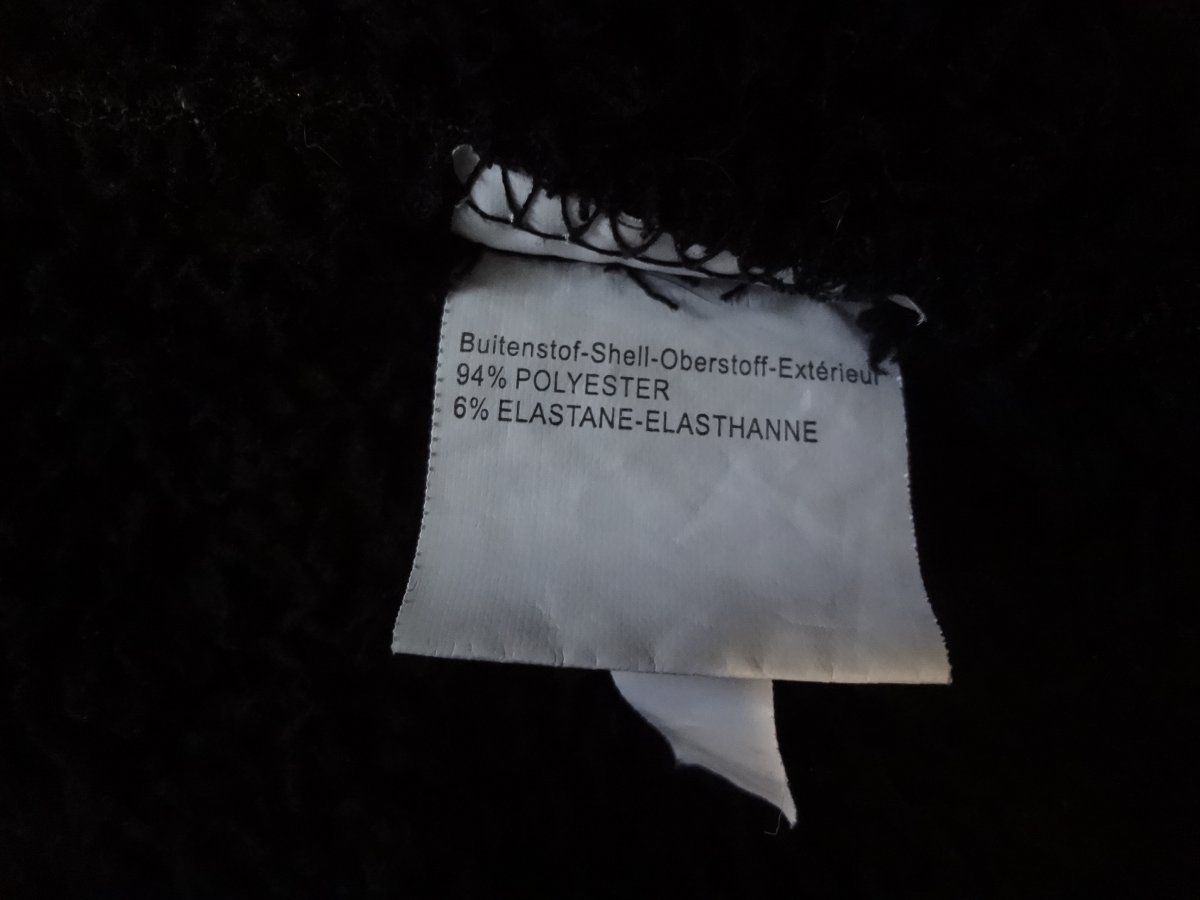 Buitenstof-Shell-Oberstoff-Extérieur
94% POLYESTER
6% ELASTANE-ELASTHANNE